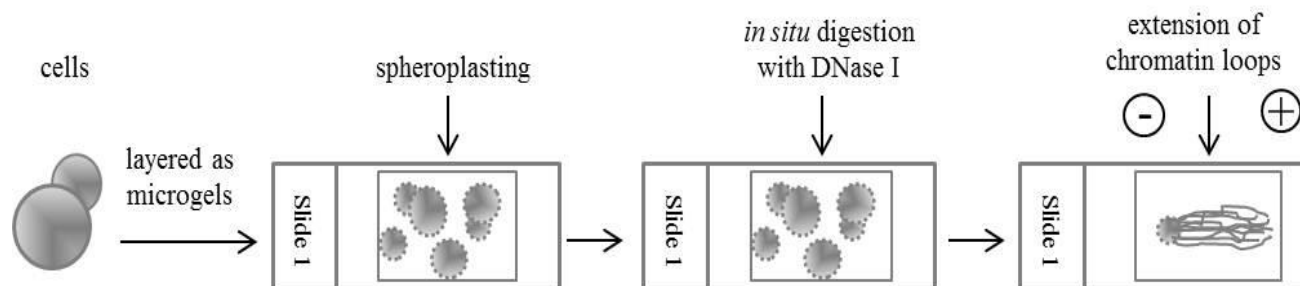 cells
layered as
microgels
spheroplasting
Slide 1
in situ digestion
with DNase I
Slide 1
extension of
chromatin loops
-
+
Slide 1